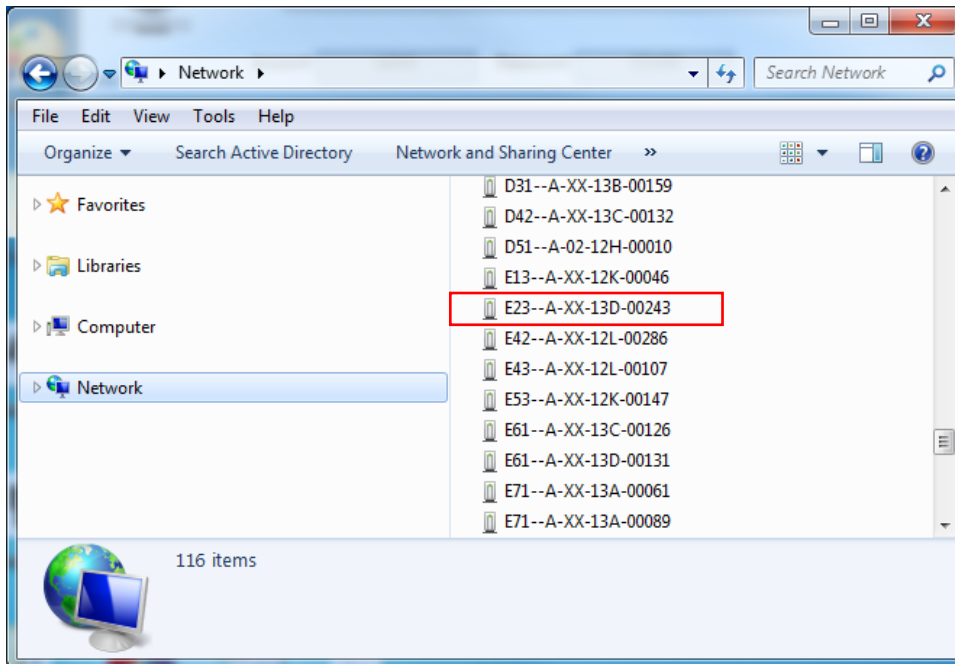 Network
Search Network
File Edit View Tools Help
Organize Search Active Directory Network and Sharing Center »
Favorites
Libraries
Computer
Network
D31--A-XX-13B-00159
D42--A-XX-13C-00132
D51--A-02-12H-00010
E13--A-XX-12K-00046
E23--A-XX-13D-00243
E42--A-XX-12L-00286
E43--A-XX-12L-00107
E53--A-XX-12K-00147
E61--A-XX-13C-00126
E61--A-XX-13D-00131
E71--A-XX-13A-00061
E71--A-XX-13A-00089
116 items